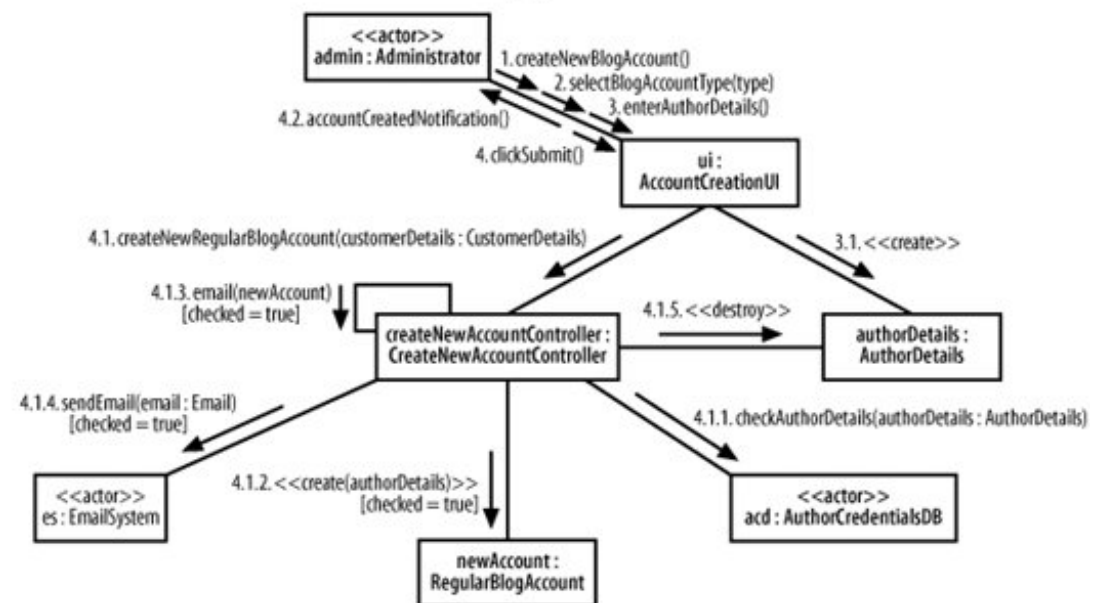 <<actor>>
admin : Administrator
1. createNewBlogAccount()
2. selectBlogAccountType(type)
3. enterAuthorDetails()
4.2. accountCreatedNotification()
4. clickSubmit()
ui :
AccountCreationUI
4.1. createNewRegularBlogAccount(customerDetails : CustomerDetails)
3.1. <<create>>
4.1.3. email(newAccount)
[checked = true]
createNewAccountController :
CreateNewAccountController
4.1.5. <<destroy>>
authorDetails :
AuthorDetails
4.1.4. sendEmail(email : Email)
[checked = true]
4.1.1. checkAuthorDetails(authorDetails : AuthorDetails)
4.1.2. <<create(authorDetails)>>
[checked = true]
<<actor>>
es : EmailSystem
<<actor>>
acd : AuthorCredentialsDB
newAccount :
RegularBlogAccount